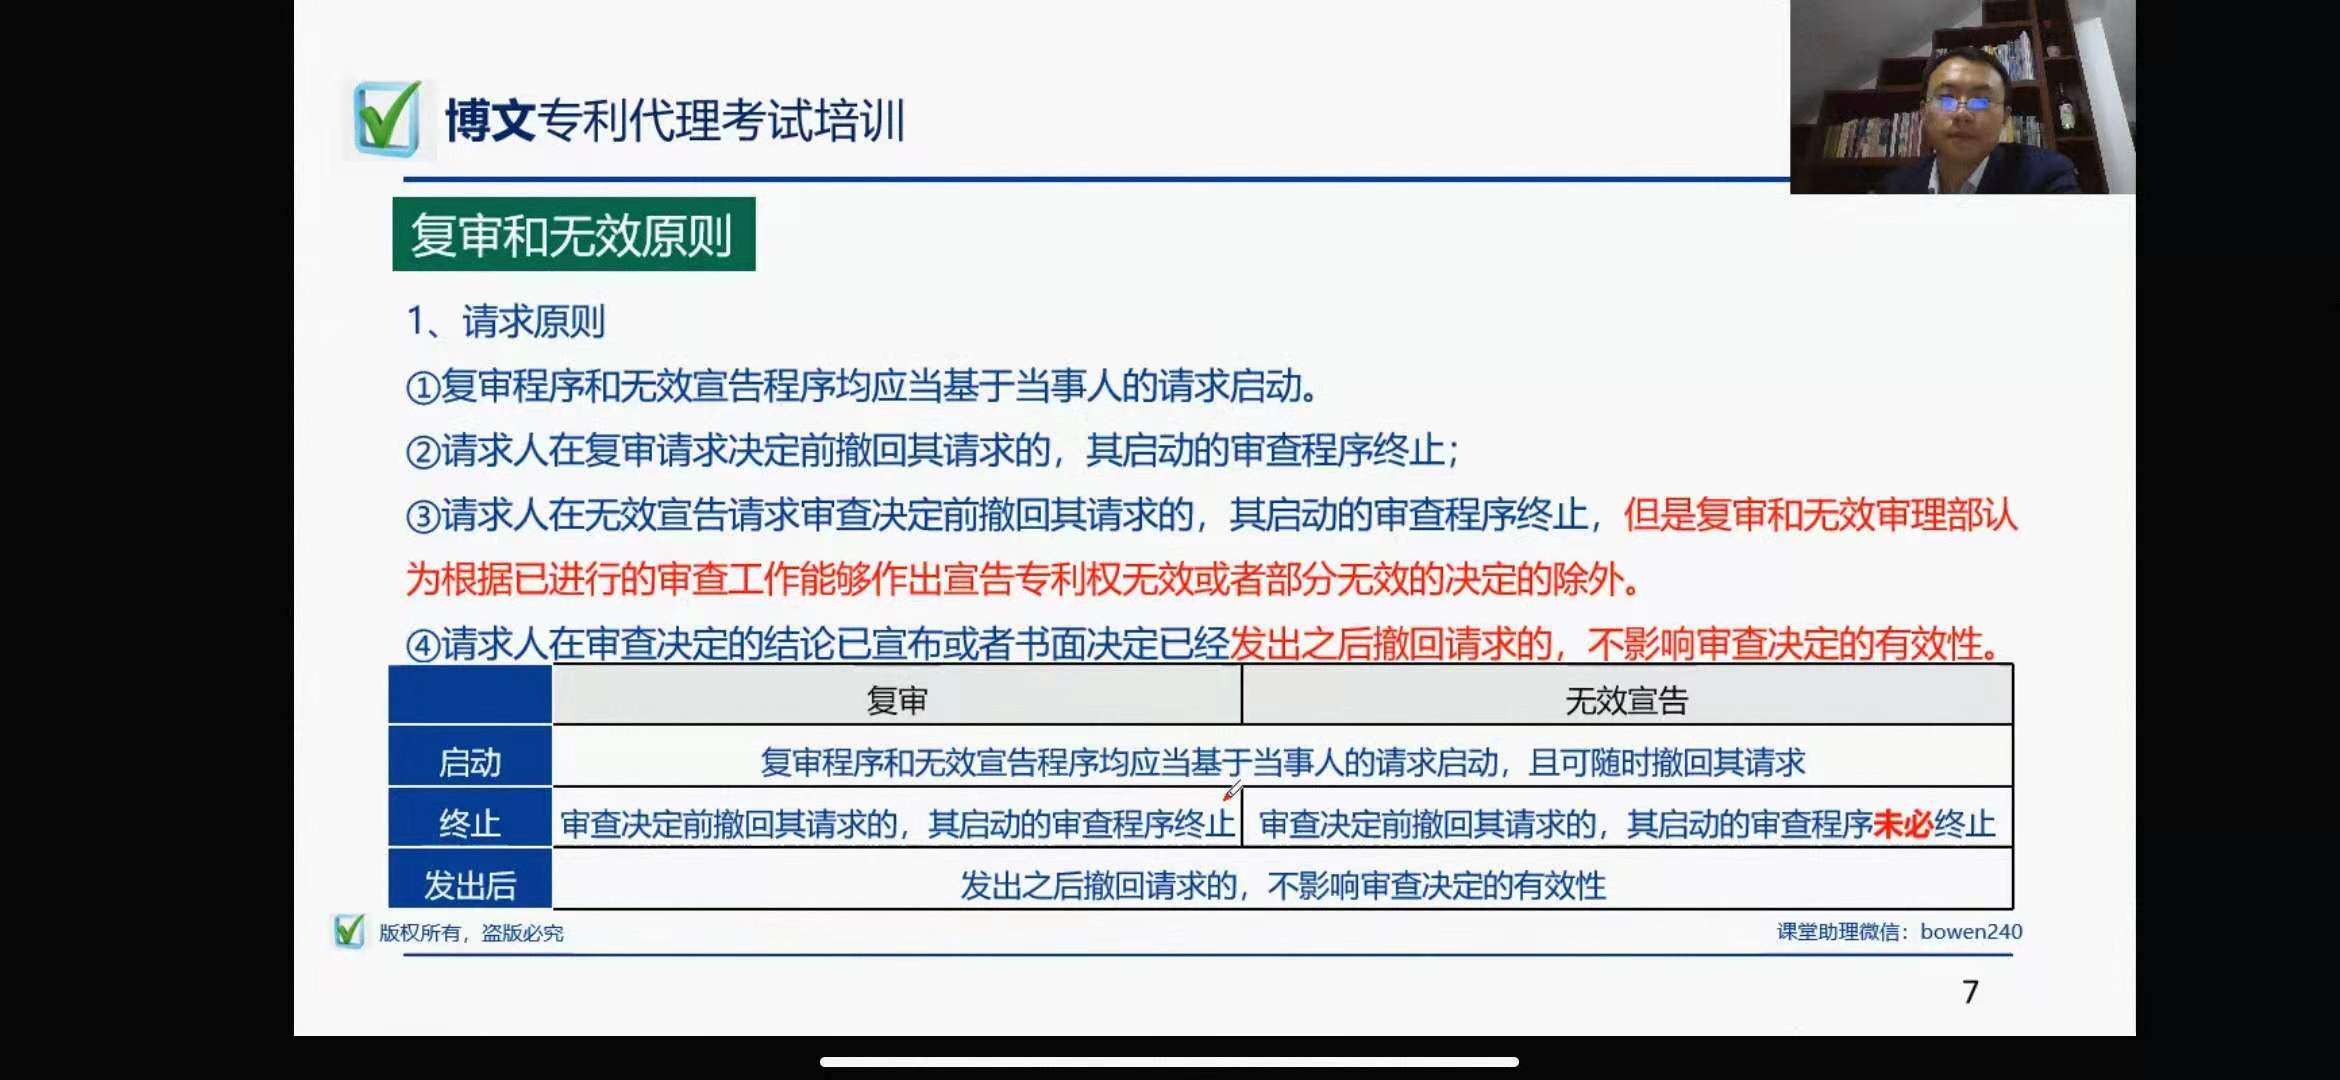 博文专利代理考试培训
复审和无效原则
1、请求原则
①复审程序和无效宣告程序均应当基于当事人的请求启动。
②请求人在复审请求决定前撤回其请求的，其启动的审查程序终止；
③请求人在无效宣告请求审查决定前撤回其请求的，其启动的审查程序终止，但是复审和无效审理部认
为根据已进行的审查工作能够作出宣告专利权无效或者部分无效的决定的除外。
④请求人在审查决定的结论已宣布或者书面决定已经发出之后撤回请求的，不影响审查决定的有效性。
复审 无效宣告
启动 复审程序和无效宣告程序均应当基于当事人的请求启动，且可随时撤回其请求
终止 审查决定前撤回其请求的，其启动的审查程序终止 审查决定前撤回其请求的，其启动的审查程序未必终止
发出后 发出之后撤回请求的，不影响审查决定的有效性
版权所有，盗版必究 课堂助理微信：bowen240
7